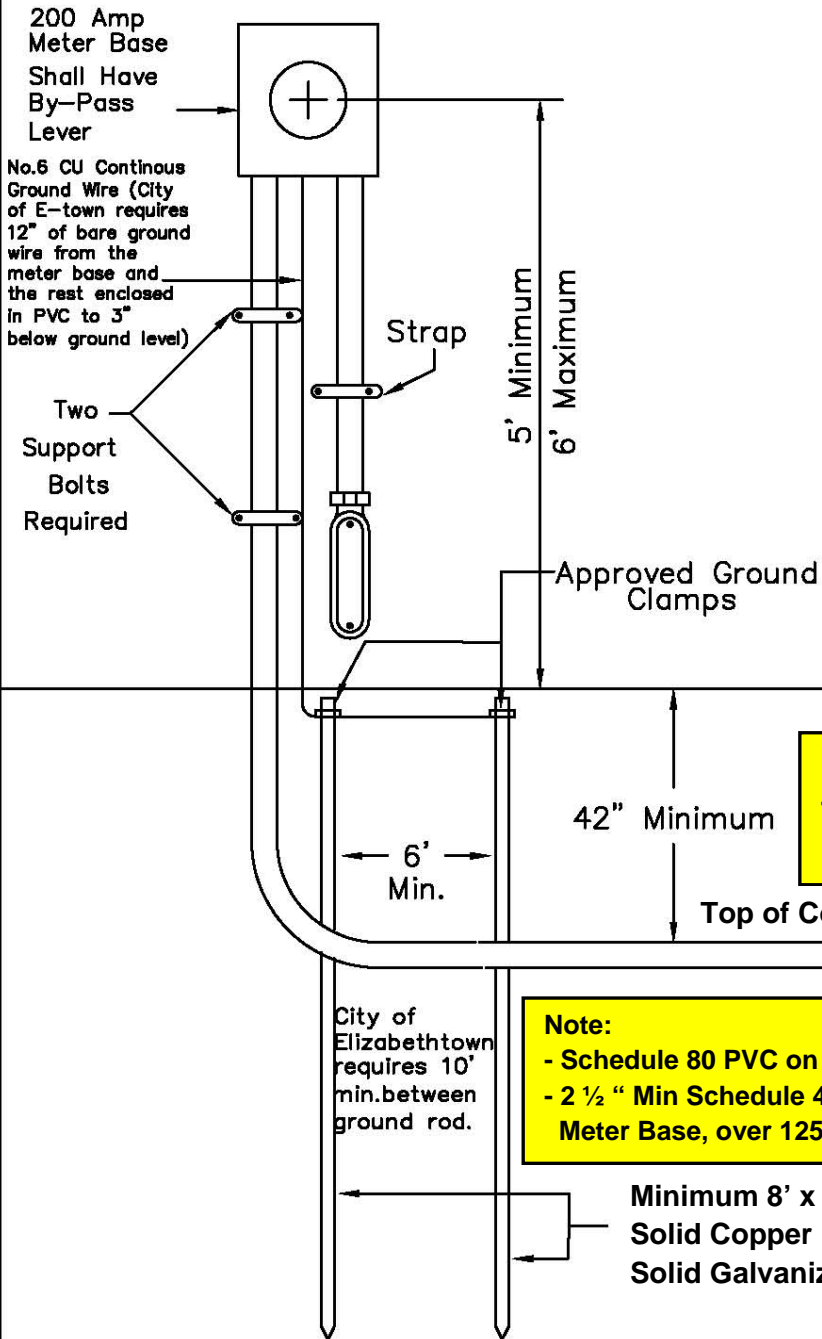 200 Amp
Meter Base
Shall Have
By-Pass
Lever
No.6 CU Continous
Ground Wire (City
of E-town requires
12" of bare ground
wire from the
meter base and
the rest enclosed
in PVC to 3"
below ground level)
Two
Support
Bolts
Required
Strap
5' Minimum
6' Maximum
Approved Ground
Clamps
42" Minimum
6'
Min.
Top of
City of
Elizabethtown
requires 10'
min.between
ground rod.
Note:
- Schedule 80 PVC on
- 2 ½ “ Min Schedule
Meter Base, over 125
Minimum 8' x
Solid Copper
Solid